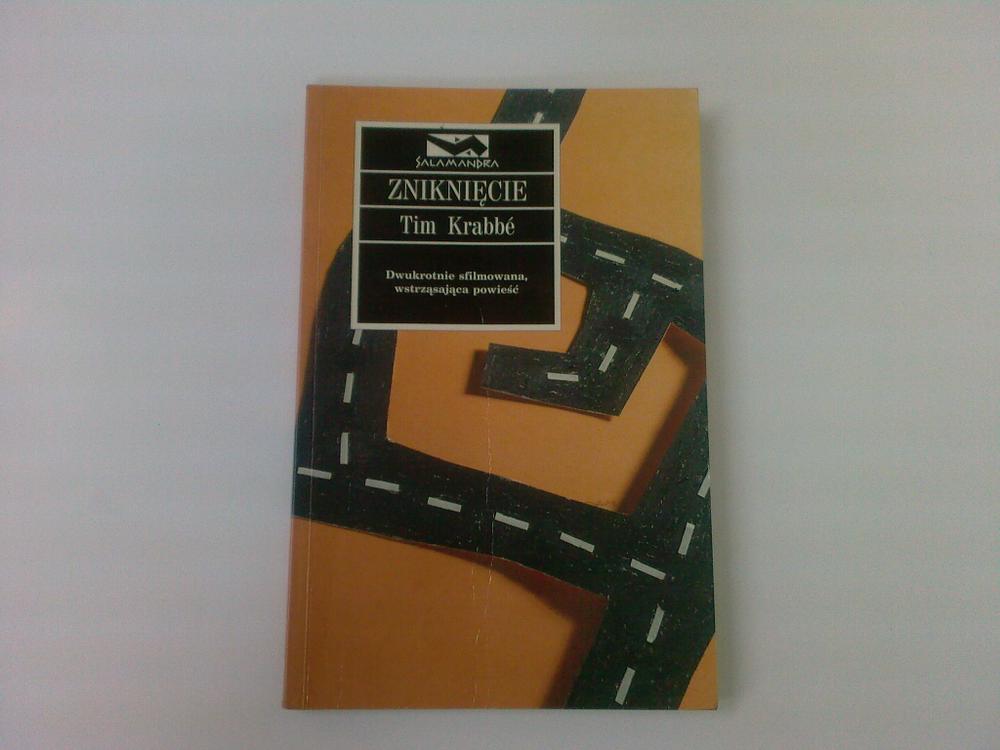 SALAMANDRA
ZNIKNIĘCIE
Tim Krabbé
Dwukrotnie sfilmowana,
wstrząsająca powieść